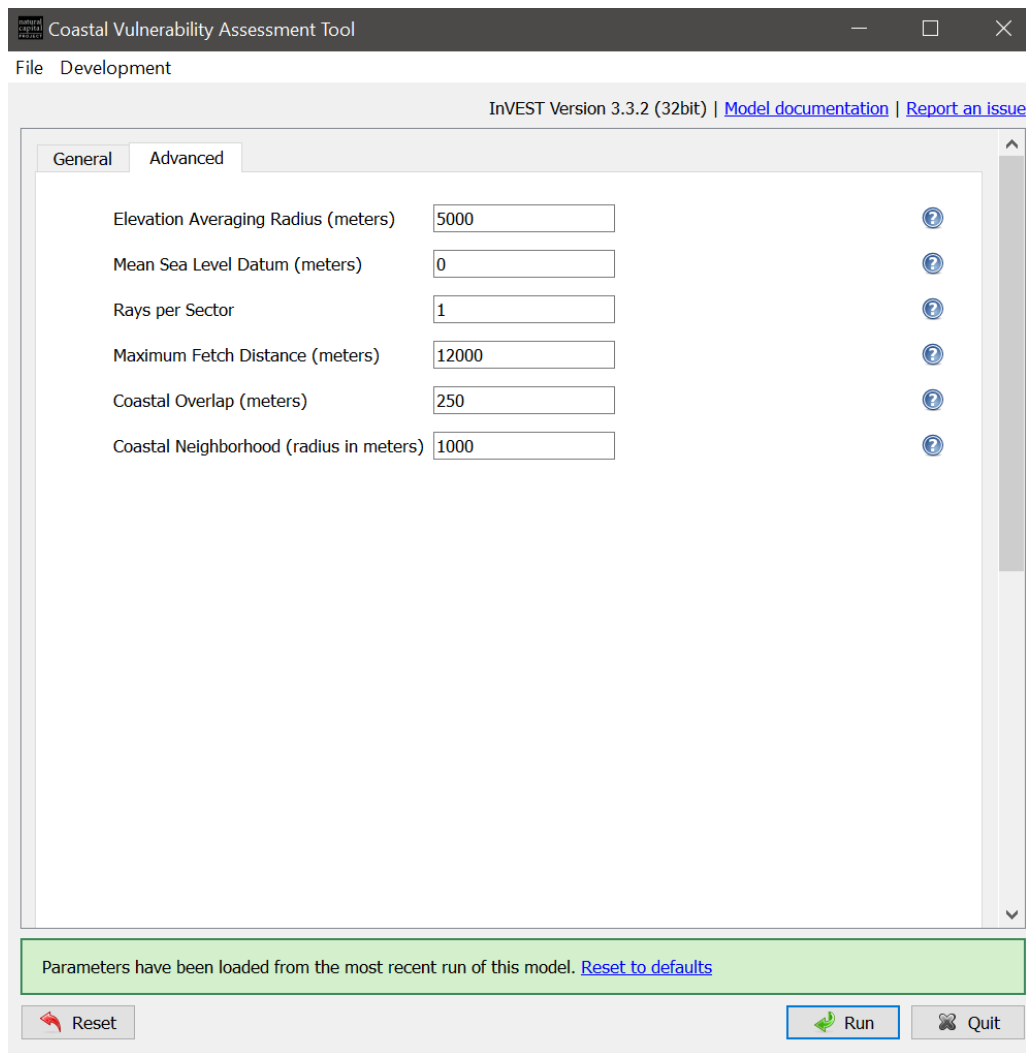 natural
capital
PROJECT
Coastal Vulnerability Assessment Tool
File Development
InVEST Version 3.3.2 (32bit) | Model documentation | Report an issue
General Advanced
Elevation Averaging Radius (meters) 5000
Mean Sea Level Datum (meters) 0
Rays per Sector 1
Maximum Fetch Distance (meters) 12000
Coastal Overlap (meters) 250
Coastal Neighborhood (radius in meters) 1000
Parameters have been loaded from the most recent run of this model. Reset to defaults
Reset Run Quit